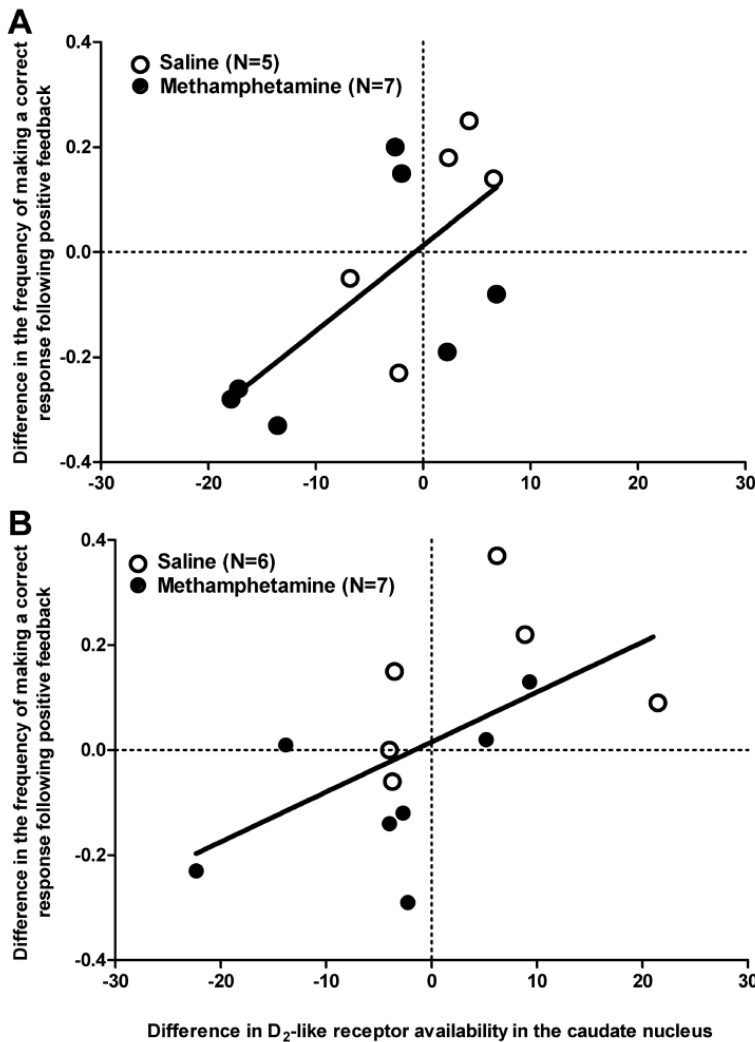 A
Difference in the frequency of making a correct
response following positive feedback
0.4
0.2
0.0
-0.2
-0.4
Saline (N=5)
Methamphetamine (N=7)
-30 -20 -10 0 10 20 30
B
Difference in the frequency of making a correct
response following positive feedback
0.4
0.2
0.0
-0.2
-0.4
Saline (N=6)
Methamphetamine (N=7)
-30 -20 -10 0 10 20 30
Difference in D₂-like receptor availability in the caudate nucleus